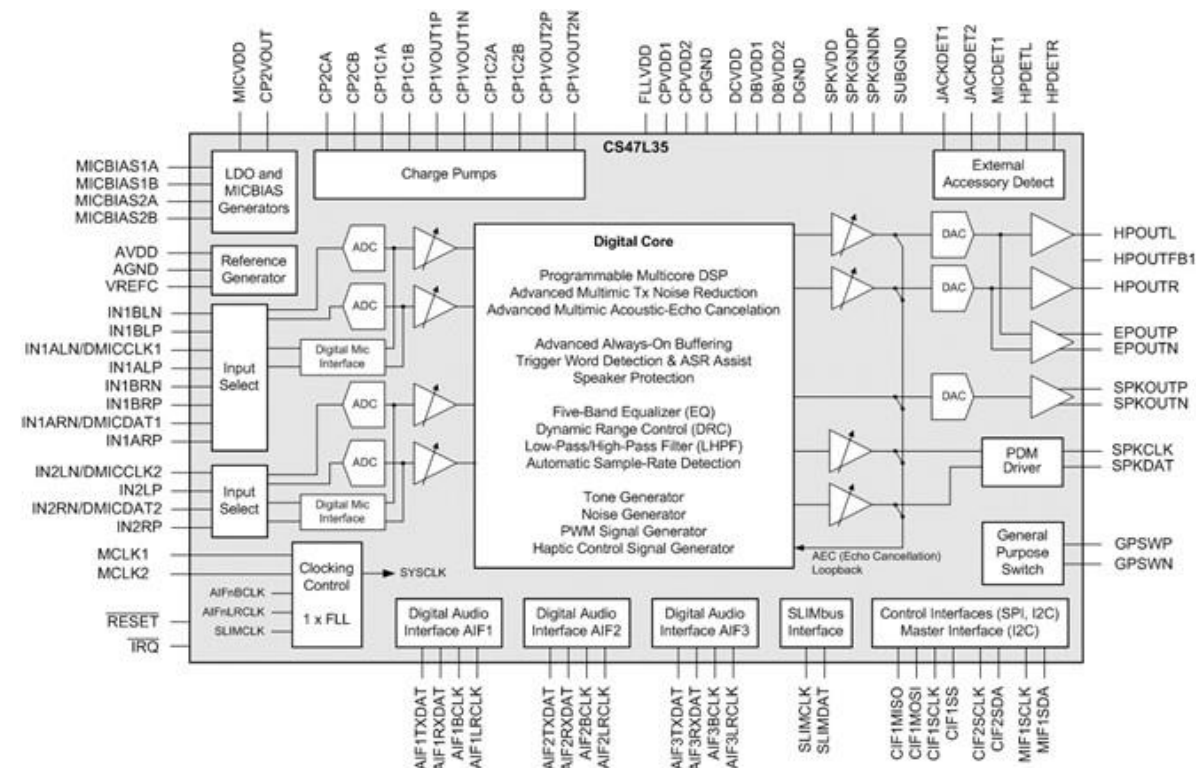 MICVDD
CP2VOUT
CP2CA
CP2CB
CP1C1A
CP1C1B
CP1VOUT1P
CP1VOUT1N
CP1C2A
CP1C2B
CP1VOUT2P
CP1VOUT2N
FLLVDD
CPVDD1
CPVDD2
CPGND
DCVDD
DBVDD1
DBVDD2
DGND
SPKVDD
SPKGNDP
SPKGNDN
SUBGND
JACKDET1
JACKDET2
MICDET1
HPDETL
HPDETR
CS47L35
MICBIAS1A
MICBIAS1B
MICBIAS2A
MICBIAS2B
LDO and
MICBIAS
Generators
Charge Pumps
External
Accessory Detect
AVDD
AGND
VREFC
Reference
Generator
IN1BLN
IN1BLP
IN1ALN/DMICCLK1
IN1ALP
IN1BRN
IN1BRP
IN1ARN/DMICDAT1
IN1ARP
Input
Select
ADC
ADC
Digital Mic
Interface
IN2LN/DMICCLK2
IN2LP
IN2RN/DMICDAT2
IN2RP
Input
Select
ADC
ADC
Digital Mic
Interface
Digital Core
Programmable Multicore DSP
Advanced Multimic Tx Noise Reduction
Advanced Multimic Acoustic-Echo Cancelation
Advanced Always-On Buffering
Trigger Word Detection & ASR Assist
Speaker Protection
Five-Band Equalizer (EQ)
Dynamic Range Control (DRC)
Low-Pass/High-Pass Filter (LHPF)
Automatic Sample-Rate Detection
Tone Generator
Noise Generator
PWM Signal Generator
Haptic Control Signal Generator
DAC
DAC
DAC
HPOUTL
HPOUTFB1
HPOUTR
EPOUTP
EPOUTN
SPKOUTP
SPKOUTN
PDM
Driver
SPKCLK
SPKDAT
General
Purpose
Switch
GPSWP
GPSWN
AEC (Echo Cancellation)
Loopback
MCLK1
MCLK2
AIFnBCLK
AIFnLRCLK
SLIMCLK
Clocking
Control
1 x FLL
SYSCLK
RESET
IRQ
Digital Audio
Interface AIF1
Digital Audio
Interface AIF2
Digital Audio
Interface AIF3
SLIMbus
Interface
Control Interfaces (SPI, I2C)
Master Interface (I2C)
AIF1TXDAT
AIF1RXDAT
AIF1BCLK
AIF1LRCLK
AIF2TXDAT
AIF2RXDAT
AIF2BCLK
AIF2LRCLK
AIF3TXDAT
AIF3RXDAT
AIF3BCLK
AIF3LRCLK
SLIMCLK
SLIMDAT
CIF1MISO
CIF1MOSI
CIF1SCLK
CIF1SS
CIF2SCLK
CIF2SDA
MIF1SCLK
MIF1SDA